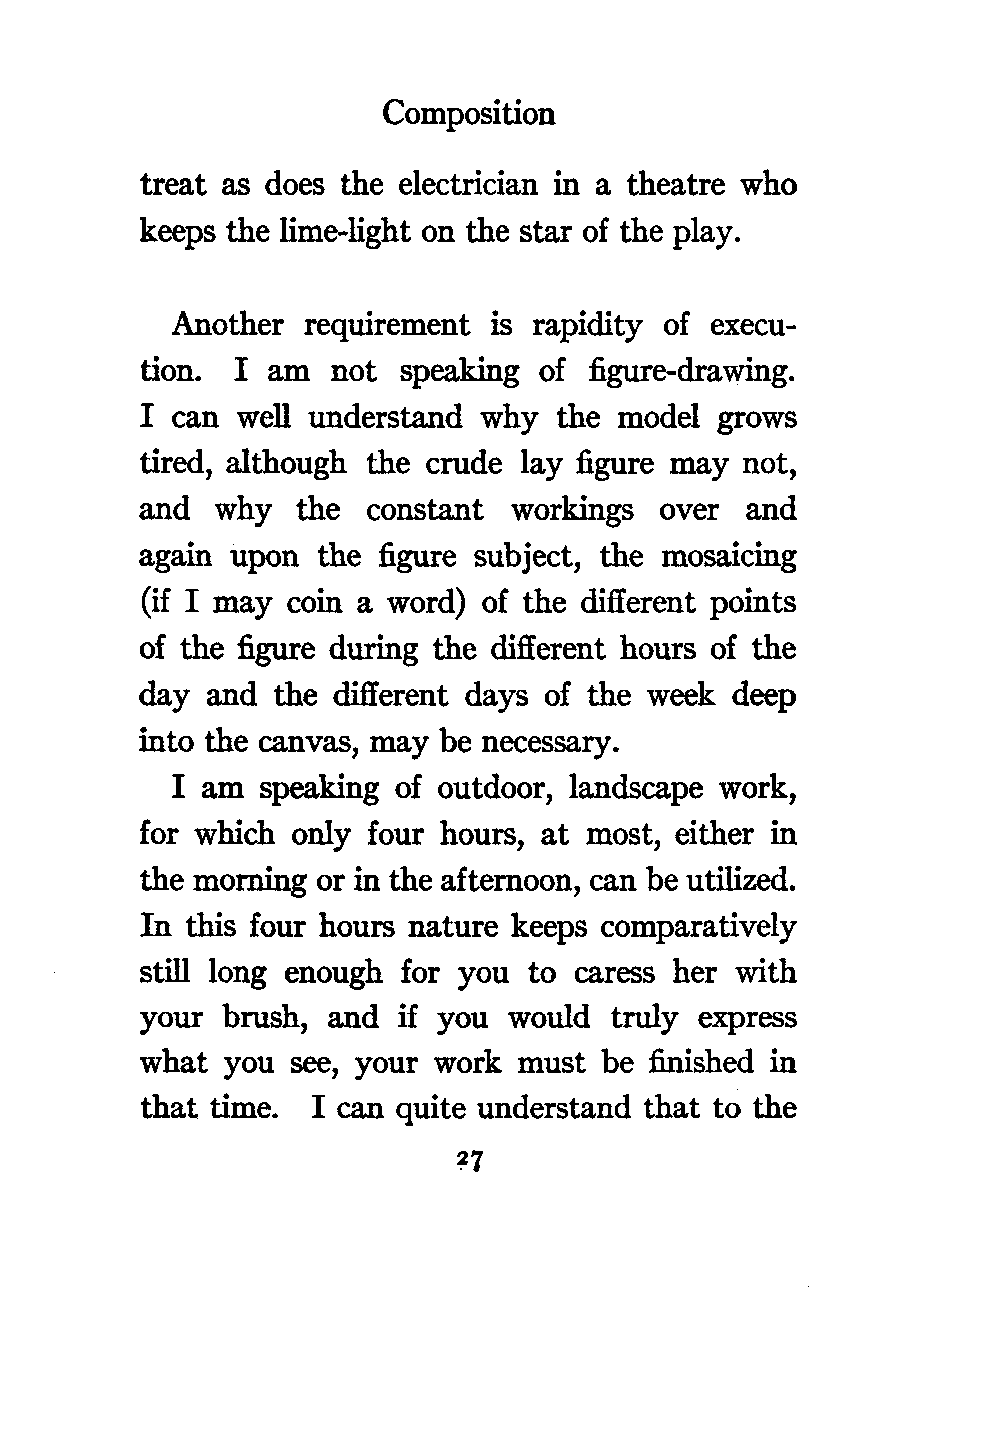 Composition
treat as does the electrician in a theatre who
keeps the lime-light on the star of the play.
Another requirement is rapidity of execu-
tion. I am not speaking of figure-drawing.
I can well understand why the model grows
tired, although the crude lay figure may not,
and why the constant workings over and
again upon the figure subject, the mosaicing
(if I may coin a word) of the different points
of the figure during the different hours of the
day and the different days of the week deep
into the canvas, may be necessary.
I am speaking of outdoor, landscape work,
for which only four hours, at most, either in
the morning or in the afternoon, can be utilized.
In this four hours nature keeps comparatively
still long enough for you to caress her with
your brush, and if you would truly express
what you see, your work must be finished in
that time. I can quite understand that to the
27